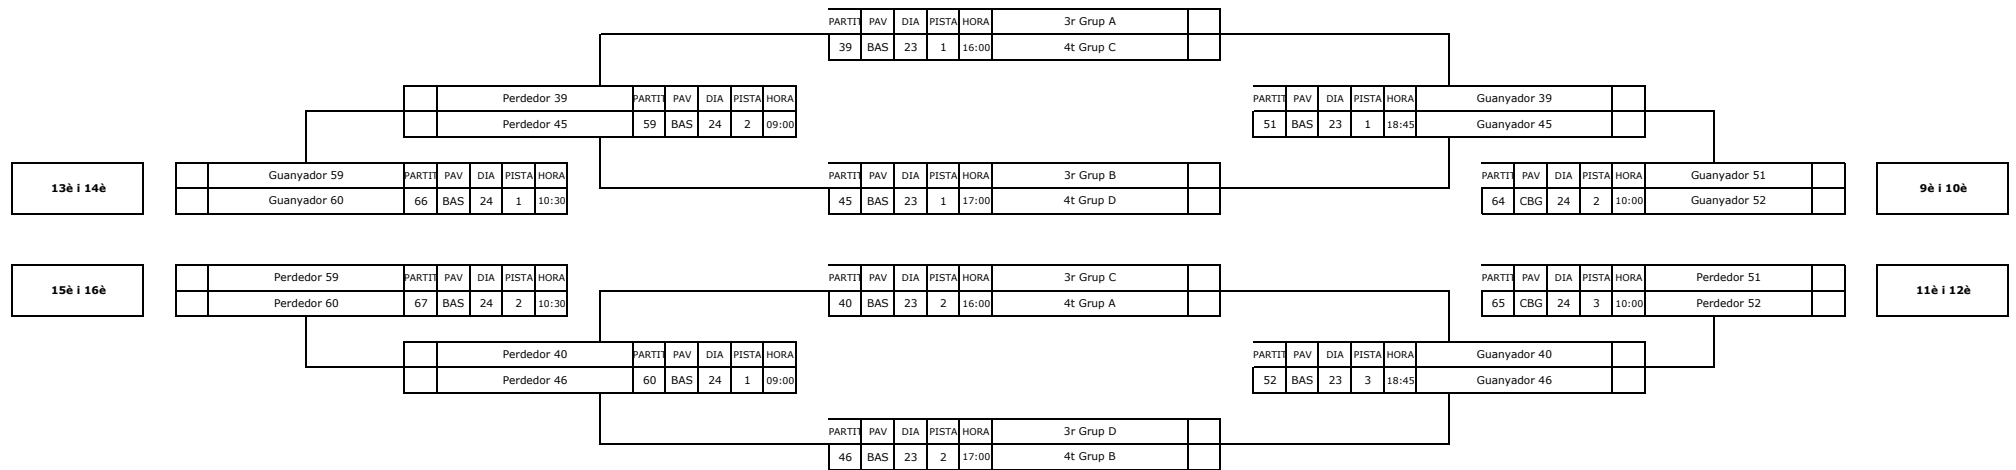 PARTIT PAV DIA PISTA HORA 3r Grup A
39 BAS 23 1 16:00 4t Grup C
Perdedor 39 PARTIT PAV DIA PISTA HORA PARTIT PAV DIA PISTA HORA Guanyador 39
Perdedor 45 59 BAS 24 2 09:00 51 BAS 23 1 18:45 Guanyador 45
13è i 14è
Guanyador 59 PARTIT PAV DIA PISTA HORA PARTIT PAV DIA PISTA HORA 3r Grup B PARTIT PAV DIA PISTA HORA Guanyador 51
Guanyador 60 66 BAS 24 1 10:30 45 BAS 23 1 17:00 4t Grup D 64 CBG 24 2 10:00 Guanyador 52
9è i 10è
15è i 16è
Perdedor 59 PARTIT PAV DIA PISTA HORA PARTIT PAV DIA PISTA HORA 3r Grup C PARTIT PAV DIA PISTA HORA Perdedor 51
Perdedor 60 67 BAS 24 2 10:30 40 BAS 23 2 16:00 4t Grup A 65 CBG 24 3 10:00 Perdedor 52
11è i 12è
Perdedor 40 PARTIT PAV DIA PISTA HORA PARTIT PAV DIA PISTA HORA Guanyador 40
Perdedor 46 60 BAS 24 1 09:00 52 BAS 23 3 18:45 Guanyador 46
PARTIT PAV DIA PISTA HORA 3r Grup D
46 BAS 23 2 17:00 4t Grup B